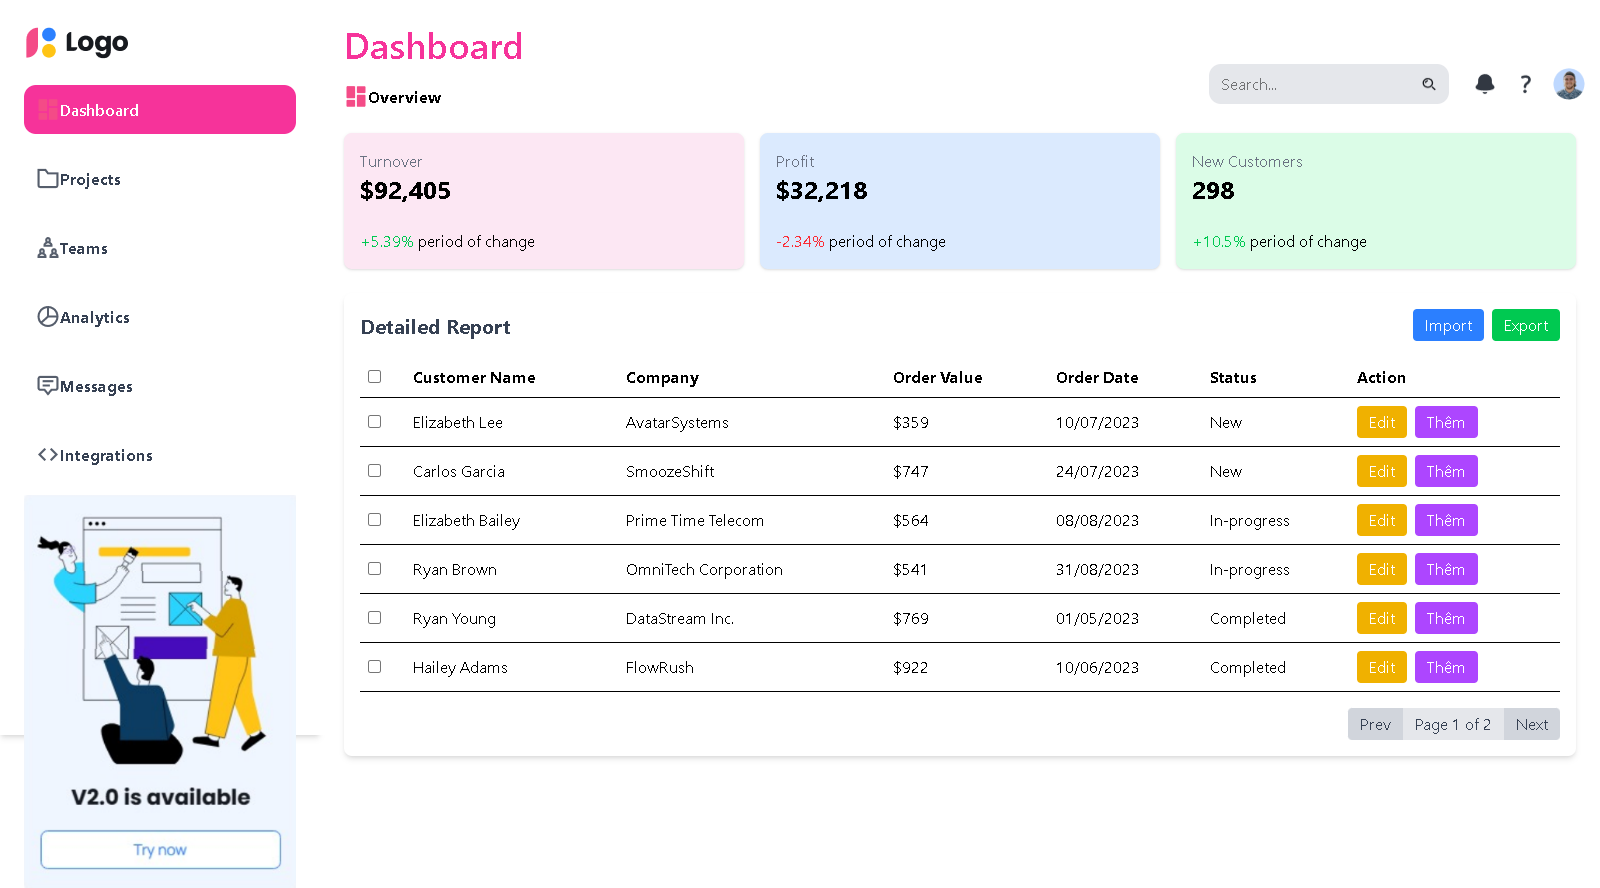 Logo
Dashboard
Projects
Teams
Analytics
Messages
Integrations
V2.0 is available
Try now
Dashboard
Overview
Search...
?
Turnover
$92,405
+5.39% period of change
Profit
$32,218
-2.34% period of change
New Customers
298
+10.5% period of change
Detailed Report
Import Export
Customer Name Company Order Value Order Date Status Action
Elizabeth Lee AvatarSystems $359 10/07/2023 New Edit Thêm
Carlos Garcia SmoozeShift $747 24/07/2023 New Edit Thêm
Elizabeth Bailey Prime Time Telecom $564 08/08/2023 In-progress Edit Thêm
Ryan Brown OmniTech Corporation $541 31/08/2023 In-progress Edit Thêm
Ryan Young DataStream Inc. $769 01/05/2023 Completed Edit Thêm
Hailey Adams FlowRush $922 10/06/2023 Completed Edit Thêm
Prev Page 1 of 2 Next